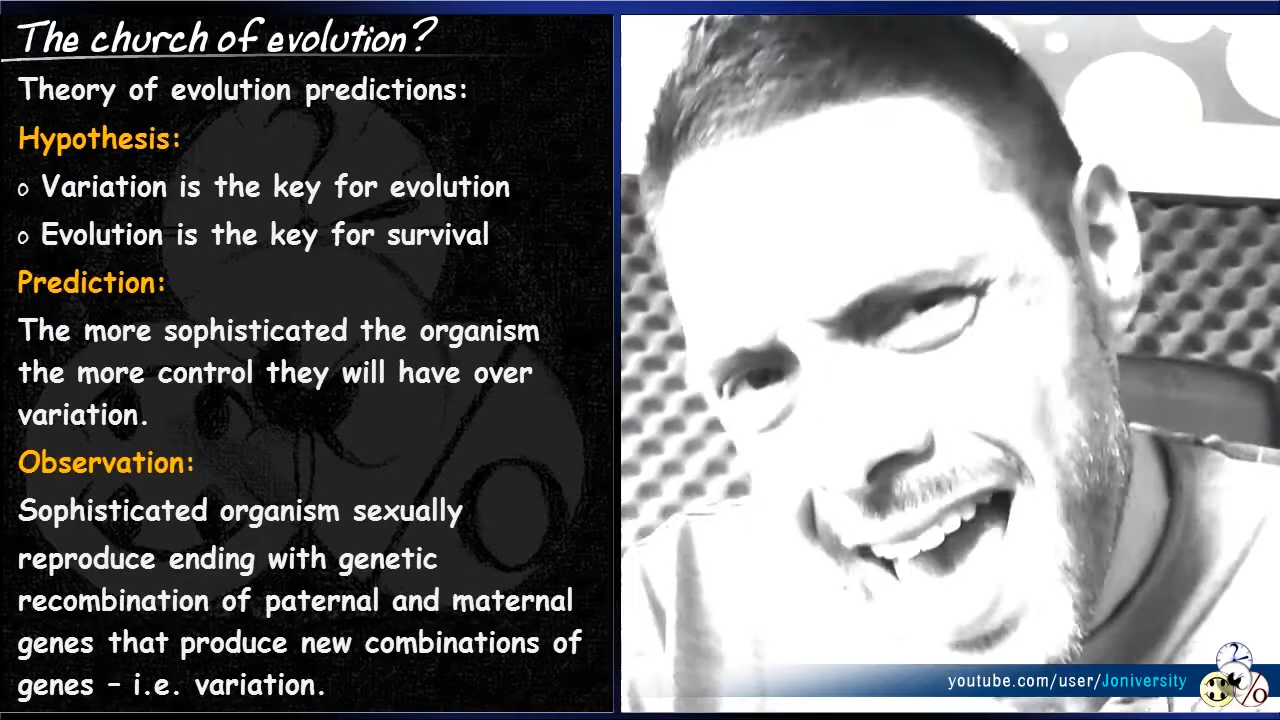 The church of evolution?
Theory of evolution predictions:
Hypothesis:
o Variation is the key for evolution
o Evolution is the key for survival
Prediction:
The more sophisticated the organism
the more control they will have over
variation.
Observation:
Sophisticated organism sexually
reproduce ending with genetic
recombination of paternal and maternal
genes that produce new combinations of
genes – i.e. variation.
youtube.com/user/Joniversity